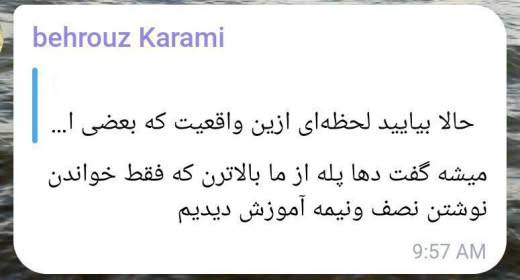 behrouz Karami
حالا بیایید لحظه‌ای ازین واقعیت که بعضی ا...
میشه گفت دها پله از ما بالاترن که فقط خواندن
نوشتن نصف ونیمه آموزش دیدیم
9:57 AM